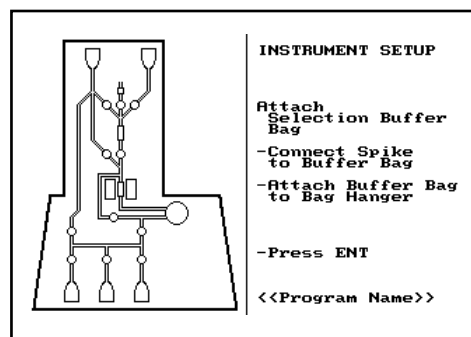 INSTRUMENT SETUP
Attach
Selection Buffer
Bag
-Connect Spike
to Buffer Bag
-Attach Buffer Bag
to Bag Hanger
-Press ENT
<<Program Name>>